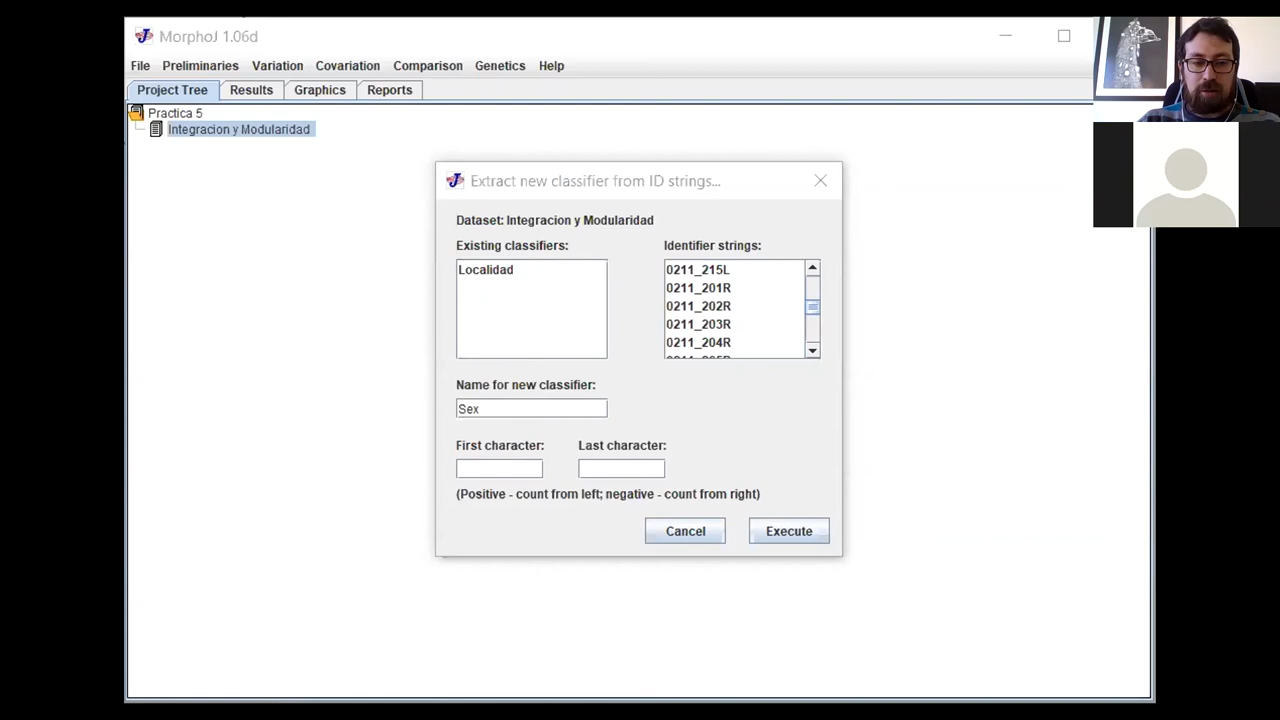 MorphoJ 1.06d
File Preliminaries Variation Covariation Comparison Genetics Help
Project Tree Results Graphics Reports
Practica 5
Integracion y Modularidad
Extract new classifier from ID strings...
Dataset: Integracion y Modularidad
Existing classifiers:
Localidad
Identifier strings:
0211_215L
0211_201R
0211_202R
0211_203R
0211_204R
Name for new classifier:
Sex
First character: Last character:
(Positive - count from left; negative - count from right)
Cancel Execute